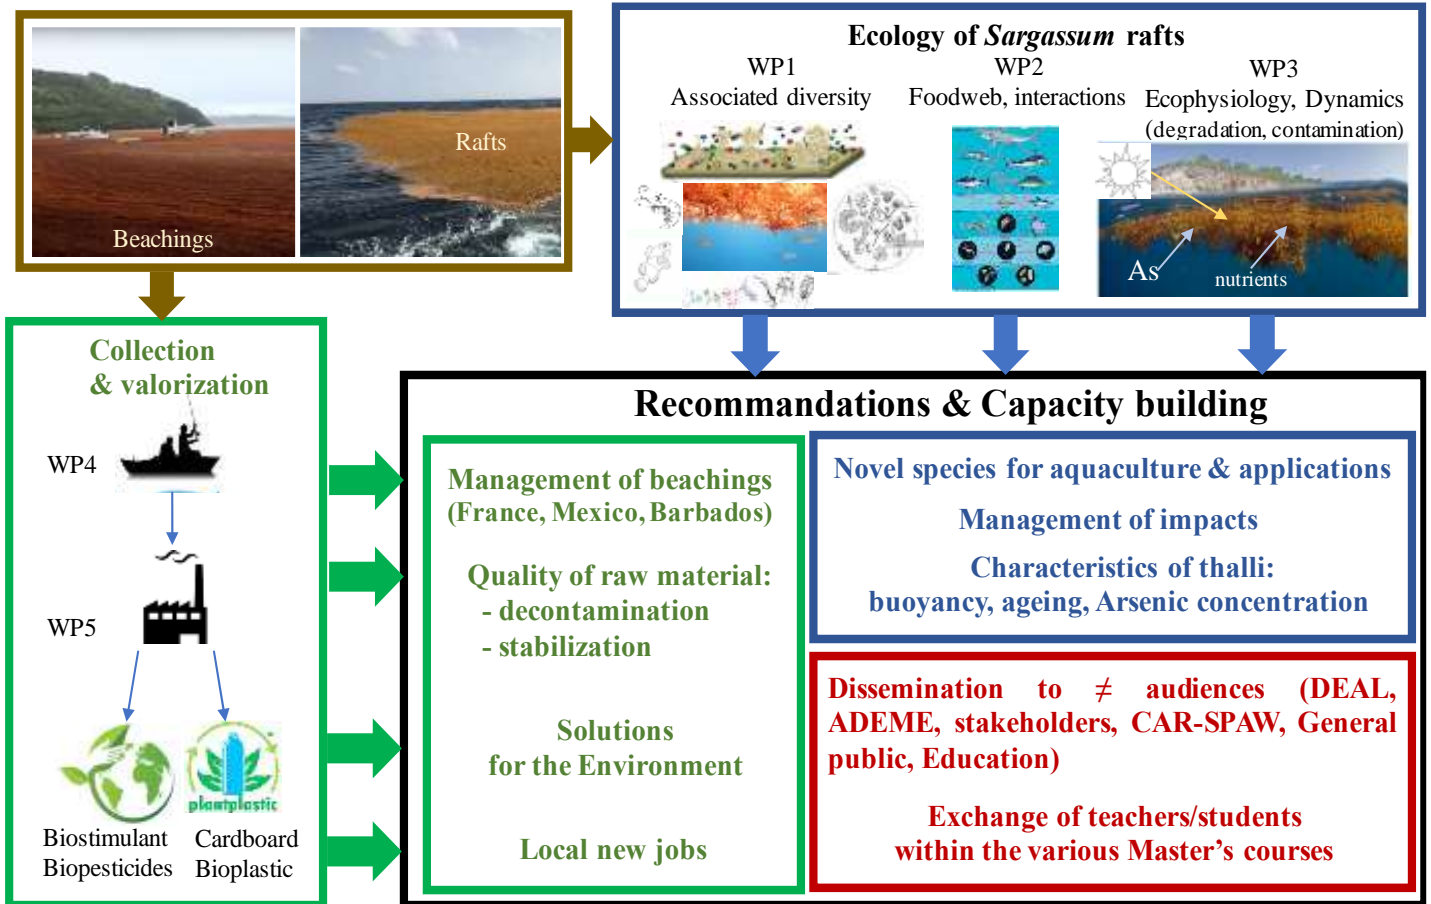 Beachings
Rafts
Ecology of Sargassum rafts
WP1
Associated diversity
WP2
Foodweb, interactions
WP3
Ecophysiology, Dynamics
(degradation, contamination)
As
nutrients
Collection
& valorization
WP4
WP5
plantplastic
Biostimulant
Biopesticides
Cardboard
Bioplastic
Recommandations & Capacity building
Management of beachings
(France, Mexico, Barbados)
Quality of raw material:
- decontamination
- stabilization
Solutions
for the Environment
Local new jobs
Novel species for aquaculture & applications
Management of impacts
Characteristics of thalli:
buoyancy, ageing, Arsenic concentration
Dissemination to ≠ audiences (DEAL,
ADEME, stakeholders, CAR-SPAW, General
public, Education)
Exchange of teachers/students
within the various Master’s courses